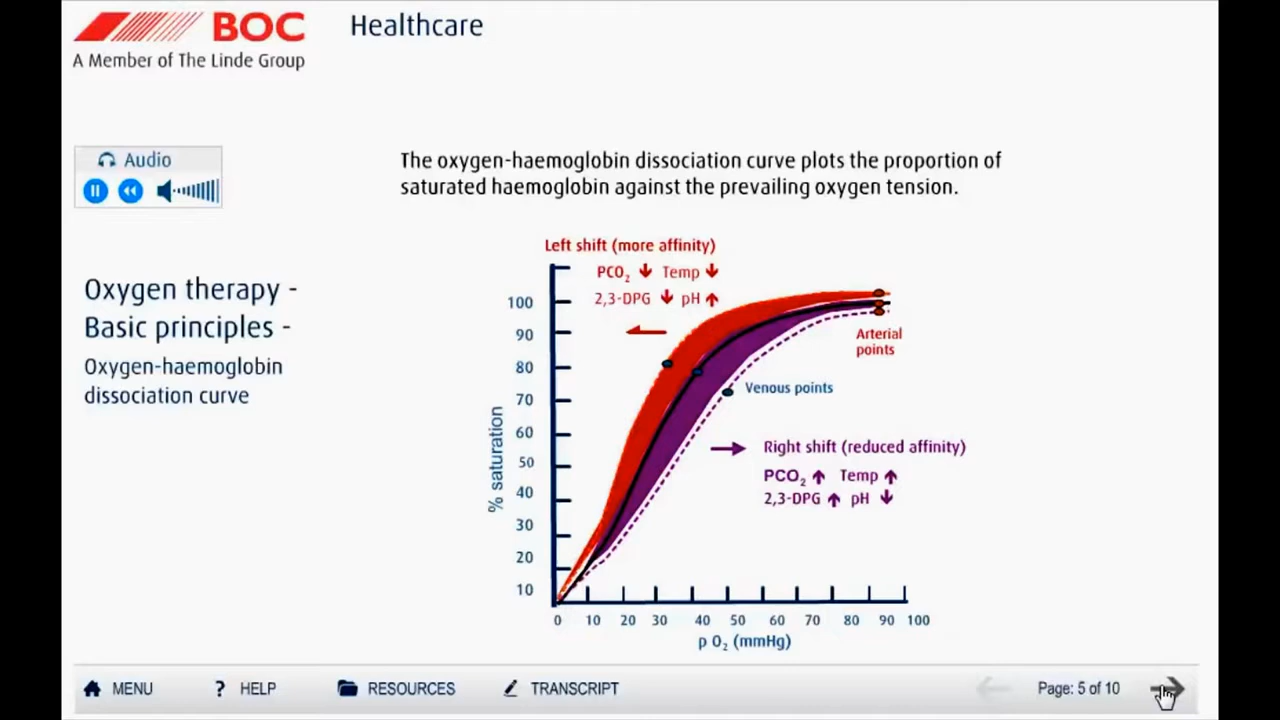 BOC
Healthcare
A Member of The Linde Group
Audio
The oxygen-haemoglobin dissociation curve plots the proportion of
saturated haemoglobin against the prevailing oxygen tension.
Oxygen therapy -
Basic principles -
Oxygen-haemoglobin
dissociation curve
Left shift (more affinity)
PCO₂ ↓ Temp ↓
2,3-DPG ↓ pH ↑
% saturation
100
90
80
70
60
50
40
30
20
10
Arterial
points
Venous points
Right shift (reduced affinity)
PCO₂ ↑ Temp ↑
2,3-DPG ↑ pH ↓
0 10 20 30 40 50 60 70 80 90 100
p O₂ (mmHg)
MENU ? HELP RESOURCES TRANSCRIPT Page: 5 of 10